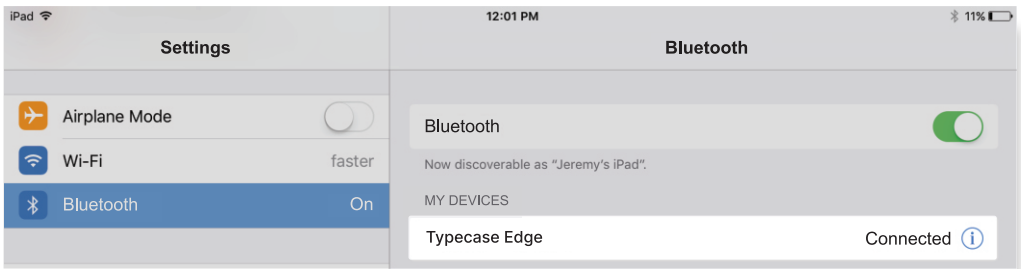 iPad 12:01 PM 11%
Settings
Bluetooth
Airplane Mode
Wi-Fi faster
Bluetooth On
Bluetooth
Now discoverable as “Jeremy’s iPad”.
MY DEVICES
Typecase Edge Connected